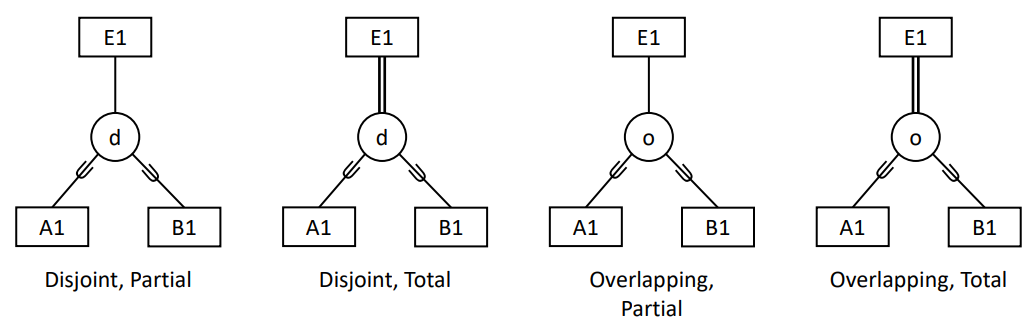 E1
E1
E1
E1
d
d
o
o
A1
B1
A1
B1
A1
B1
A1
B1
Disjoint, Partial
Disjoint, Total
Overlapping,
Partial
Overlapping, Total